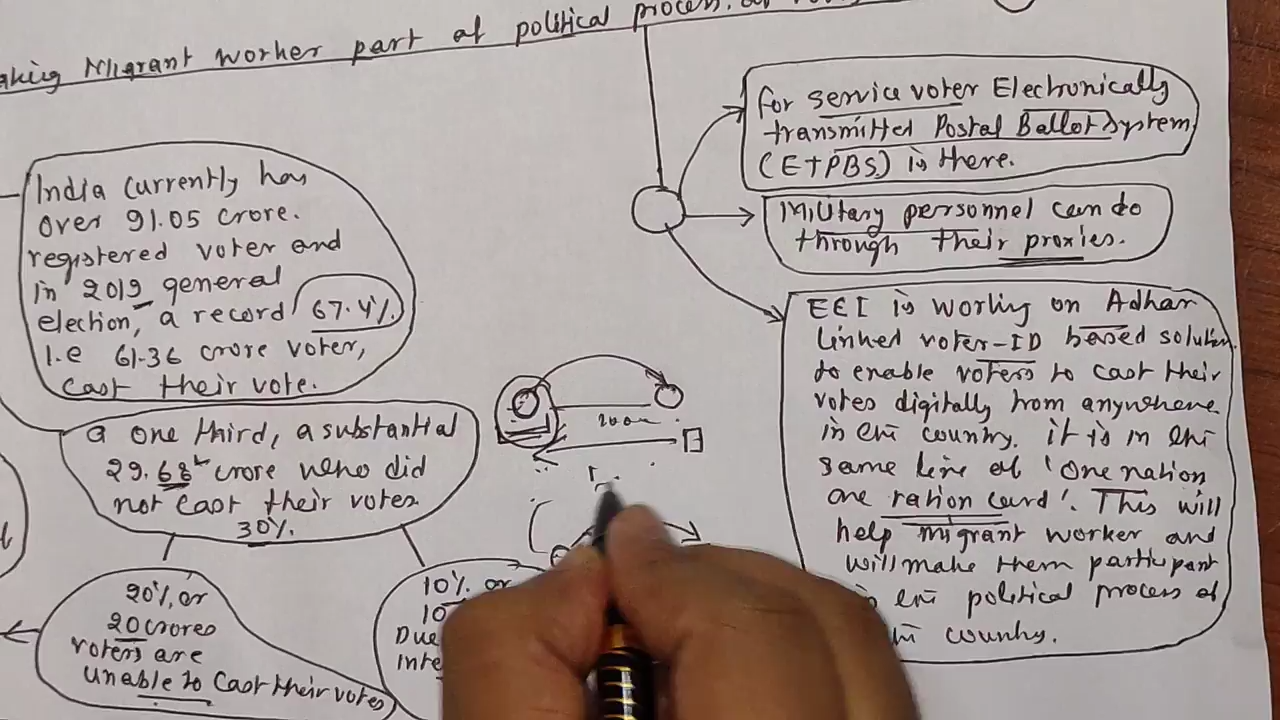 Migrant worker part of political process.
India currently has
over 91.05 crore.
registered voter and
in 2019 general
election, a record 67.4%.
I.e 61.36 crore voter,
cast their vote.
a one third, a substantial
29.68 crore who did
not cast their votes
30%.
20% or
20 crores
voters are
unable to cast their votes
10% or
10
Due
Inte
200
for service voter Electronically
transmitted Postal Ballot system
(ETPBS) is there.
Military personnel can do
through their proxies.
EEI is working on Adhar
linked voter-ID based solution
to enable voters to cast their
votes digitally from anywhere
in the country. it is in the
same line of 'one nation
one ration card'. This will
help migrant worker and
will make them participant
the political process of
country.